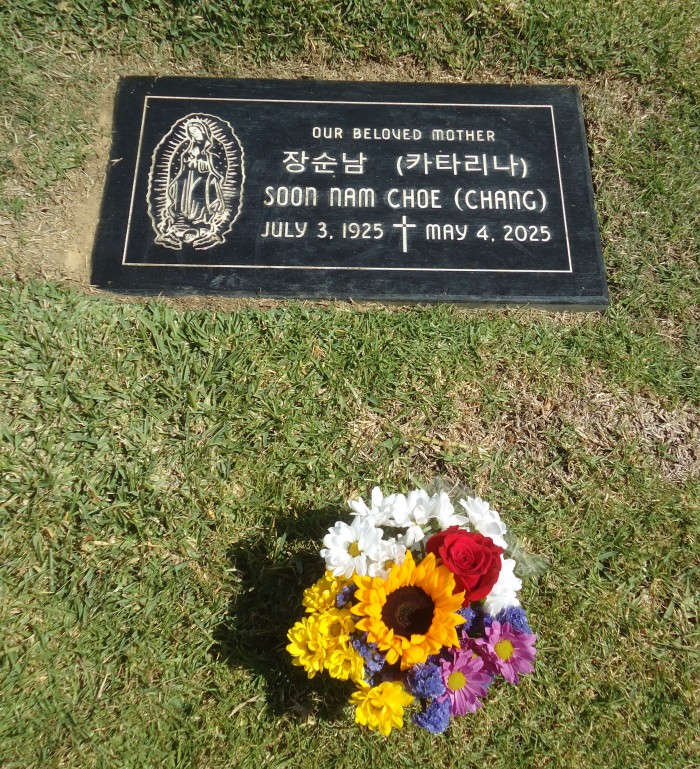 OUR BELOVED MOTHER
장순남 (카타리나)
SOON NAM CHOE (CHANG)
JULY 3, 1925 MAY 4, 2025